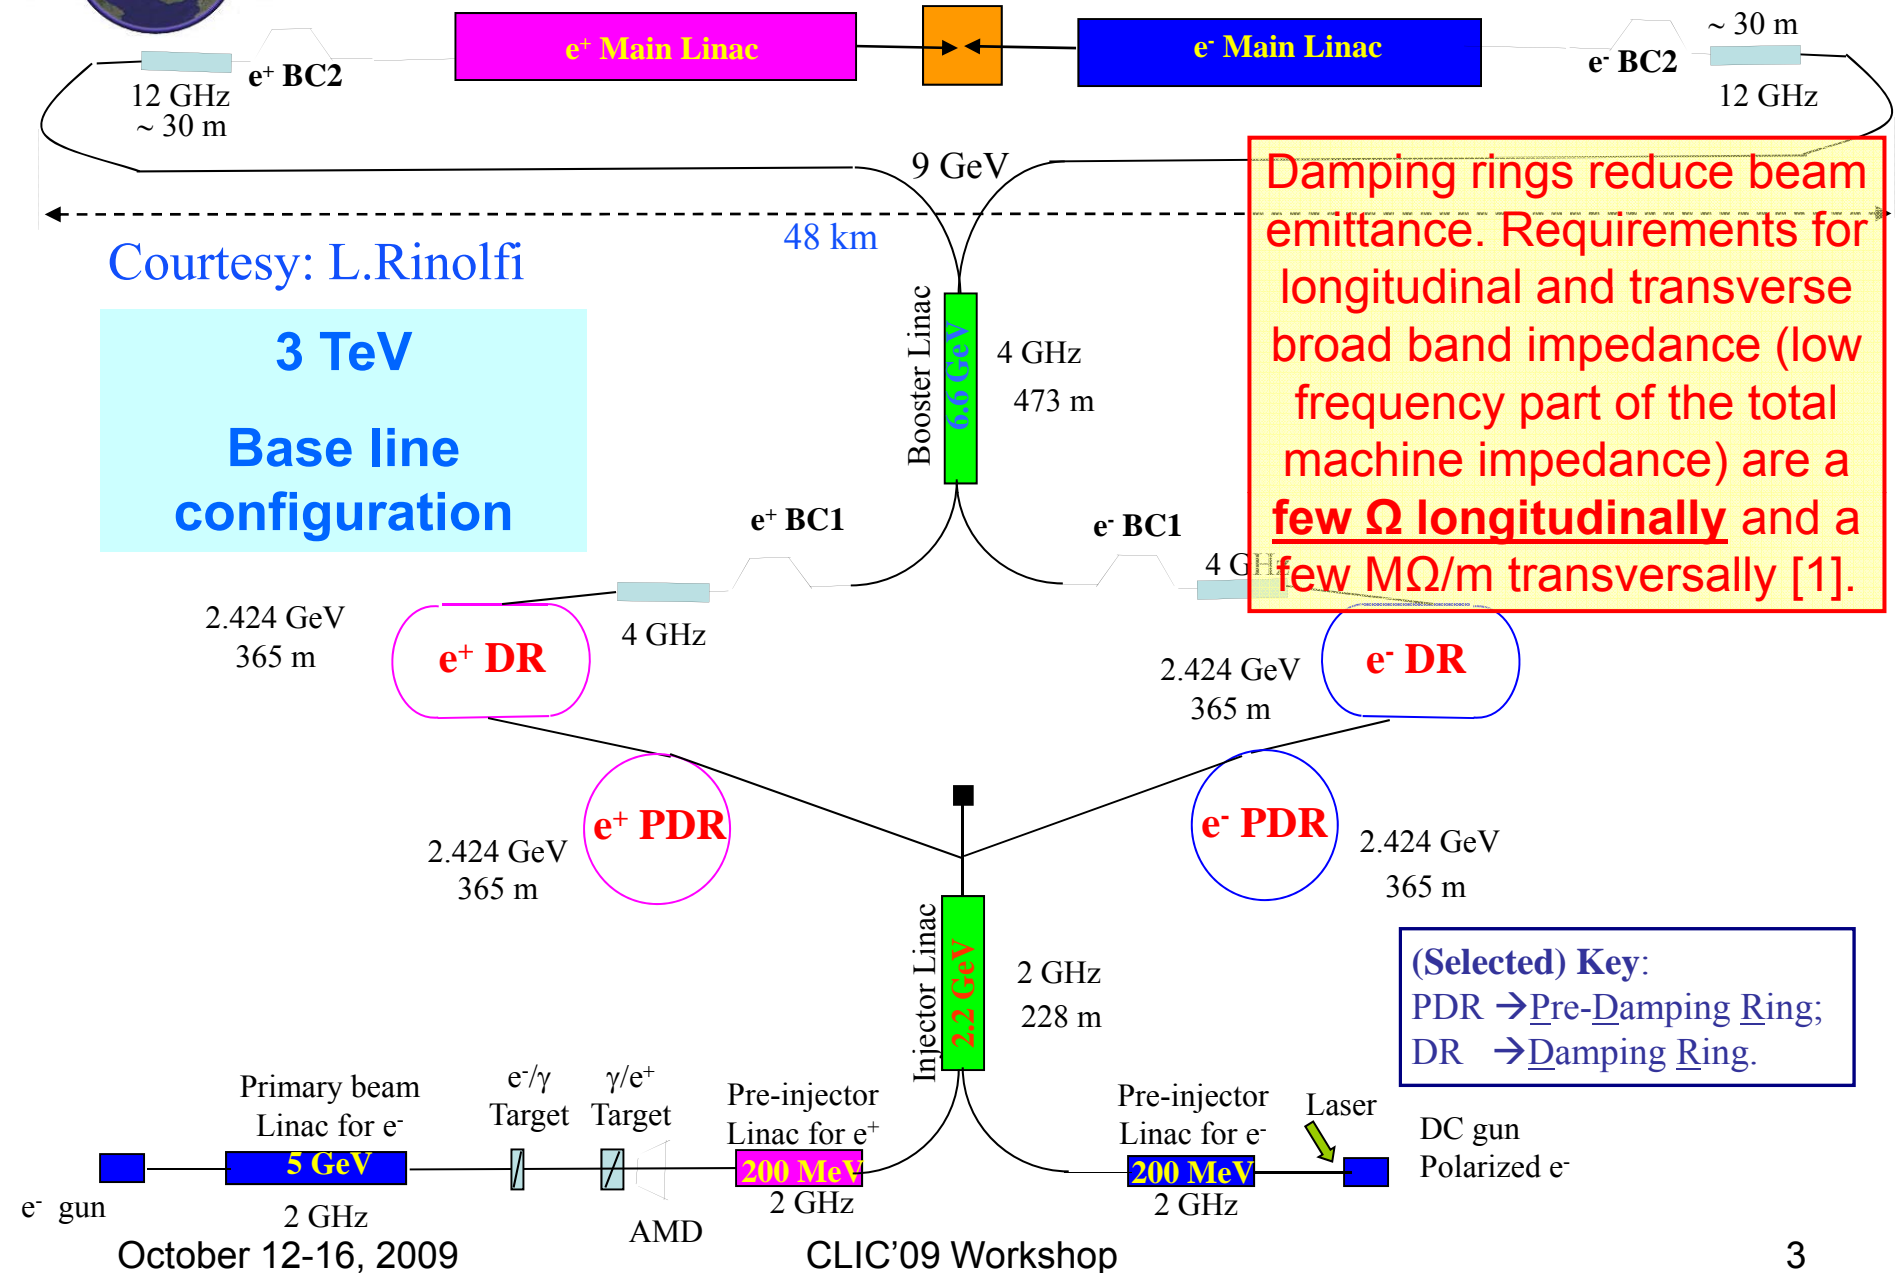 e⁺ Main Linac
e⁻ Main Linac
~ 30 m
e⁺ BC2
e⁻ BC2
12 GHz
~ 30 m
12 GHz
9 GeV
48 km
Courtesy: L.Rinolfi
3 TeV
Base line
configuration
Damping rings reduce beam
emittance. Requirements for
longitudinal and transverse
broad band impedance (low
frequency part of the total
machine impedance) are a
few Ω longitudinally and a
few MΩ/m transversally [1].
Booster Linac
6.6 GeV
4 GHz
473 m
e⁺ BC1
e⁻ BC1
4 G
2.424 GeV
365 m
e⁺ DR
4 GHz
2.424 GeV
365 m
e⁻ DR
e⁺ PDR
2.424 GeV
365 m
e⁻ PDR
2.424 GeV
365 m
Injector Linac
2.2 GeV
2 GHz
228 m
(Selected) Key:
PDR →Pre-Damping Ring;
DR →Damping Ring.
Primary beam
Linac for e⁻
5 GeV
2 GHz
e⁻ gun
e⁻/γ
Target
γ/e⁺
Target
AMD
Pre-injector
Linac for e⁺
200 MeV
2 GHz
Pre-injector
Linac for e⁻
200 MeV
2 GHz
Laser
DC gun
Polarized e⁻
October 12-16, 2009
CLIC'09 Workshop
3